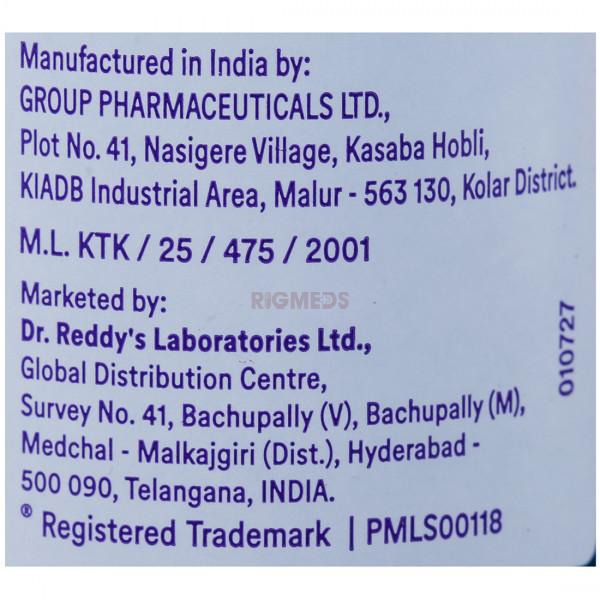 Manufactured in India by:
GROUP PHARMACEUTICALS LTD.,
Plot No. 41, Nasigere Village, Kasaba Hobli,
KIADB Industrial Area, Malur - 563 130, Kolar District.
M.L. KTK / 25 / 475 / 2001
Marketed by:
RIGMEDS
Dr. Reddy's Laboratories Ltd.,
Global Distribution Centre,
Survey No. 41, Bachupally (V), Bachupally (M),
Medchal - Malkajgiri (Dist.), Hyderabad -
500 090, Telangana, INDIA.
® Registered Trademark | PMLS00118
010727